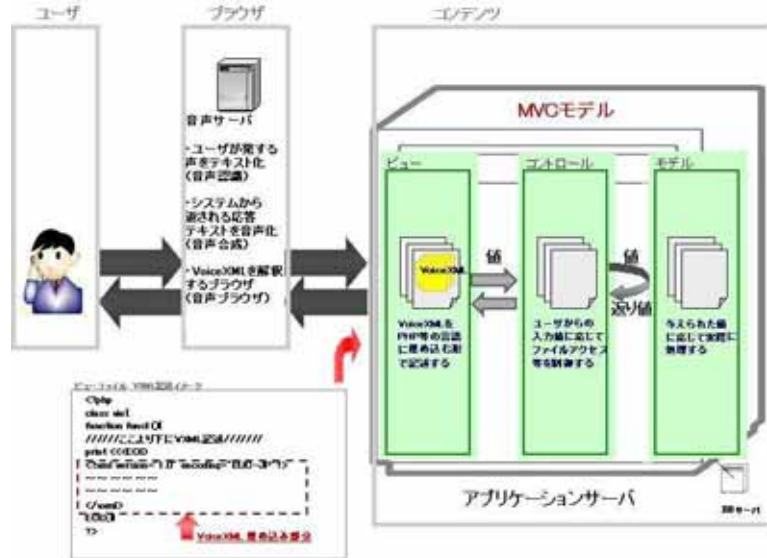 ユーザ
ブラウザ
コンテンツ
音声サーバ
・ユーザが発する
声をテキスト化
(音声認識)
・システムから
返される応答
テキストを音声化
(音声合成)
・VoiceXMLを解釈
するブラウザ
(音声ブラウザ)
MVCモデル
ビュー
コントロール
モデル
VoiceXML
値
値
返り値
VoiceXMLを
PHP等の言語
に埋め込む形
で記述する
ユーザからの
入力値に応じて
ファイルアクセス
等を制御する
与えられた値
に応じて実際に
処理する
アプリケーションサーバ
<?php
///////ここより下にVXML記述///////
~ ~ ~ ~ ~
~ ~ ~ ~ ~
?>
VoiceXML 埋め込み部分